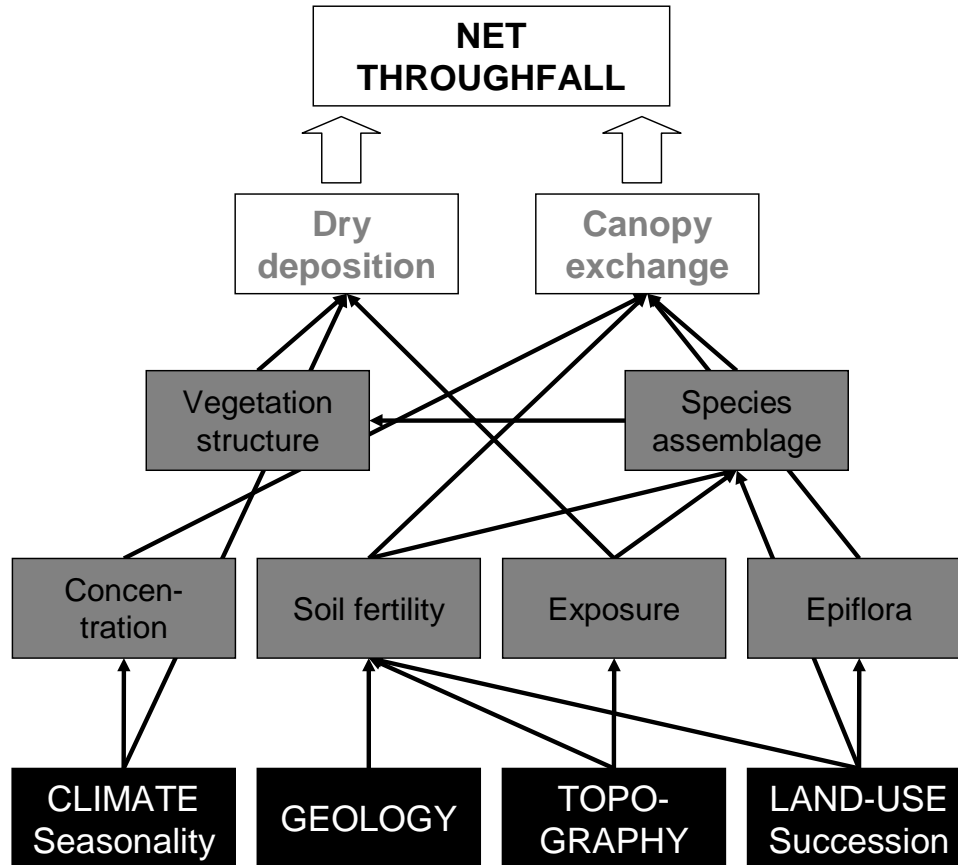 NET
THROUGHFALL
Dry
deposition
Canopy
exchange
Vegetation
structure
Species
assemblage
Concen-
tration
Soil fertility
Exposure
Epiflora
CLIMATE
Seasonality
GEOLOGY
TOPO-
GRAPHY
LAND-USE
Succession